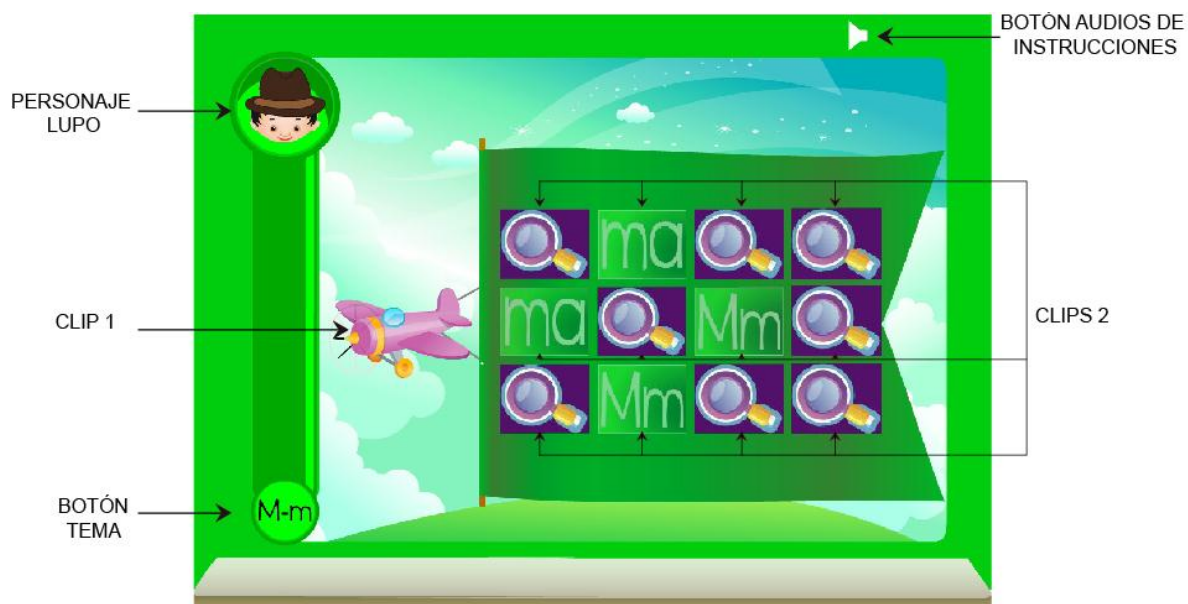 BOTÓN AUDIOS DE
INSTRUCCIONES
PERSONAJE
LUPO
ma
ma
Mm
CLIP 1
CLIPS 2
Mm
BOTÓN
TEMA
M-m